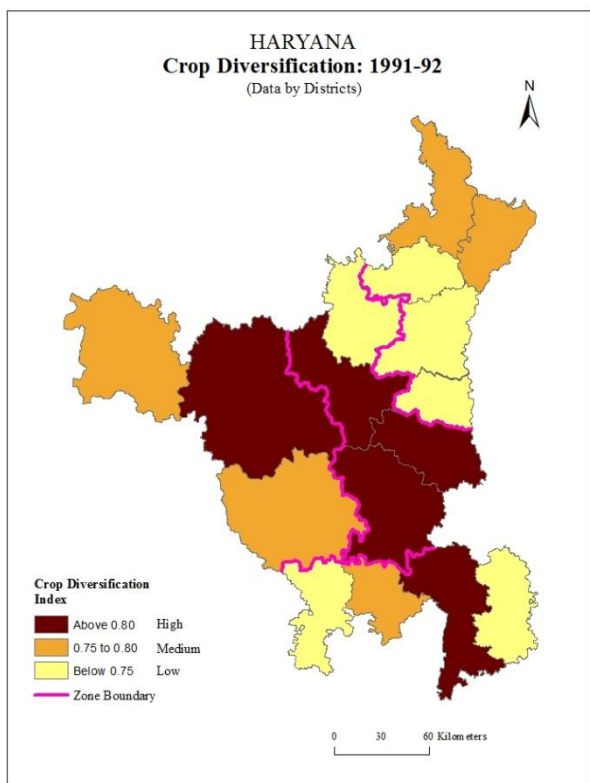 HARYANA
Crop Diversification: 1991-92
(Data by Districts)
N
Crop Diversification
Index
Above 0.80 High
0.75 to 0.80 Medium
Below 0.75 Low
Zone Boundary
0 30 60 Kilometers